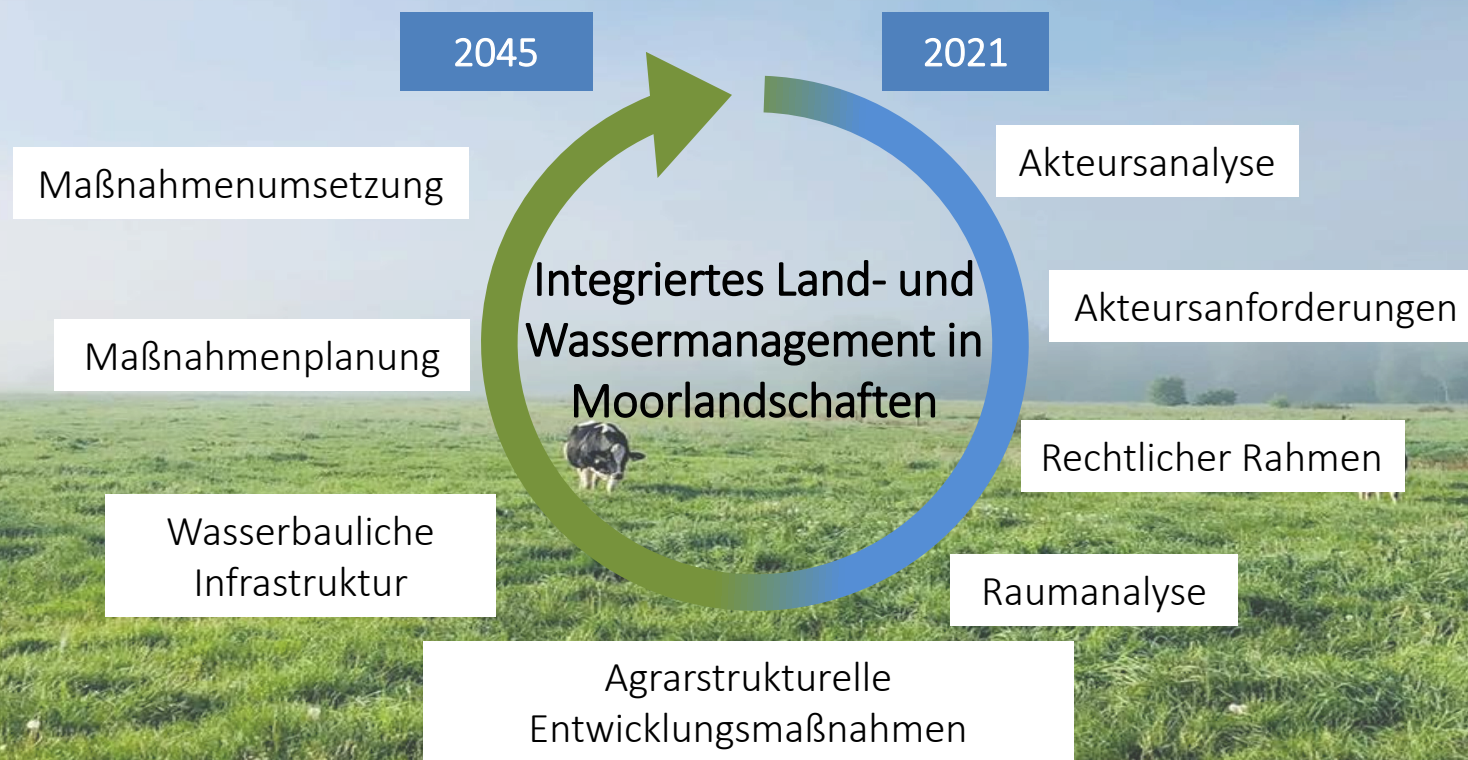 2045
2021
Akteursanalyse
Akteursanforderungen
Rechtlicher Rahmen
Raumanalyse
Agrarstrukturelle
Entwicklungsmaßnahmen
Wasserbauliche
Infrastruktur
Maßnahmenplanung
Maßnahmenumsetzung
Integriertes Land- und
Wassermanagement in
Moorlandschaften